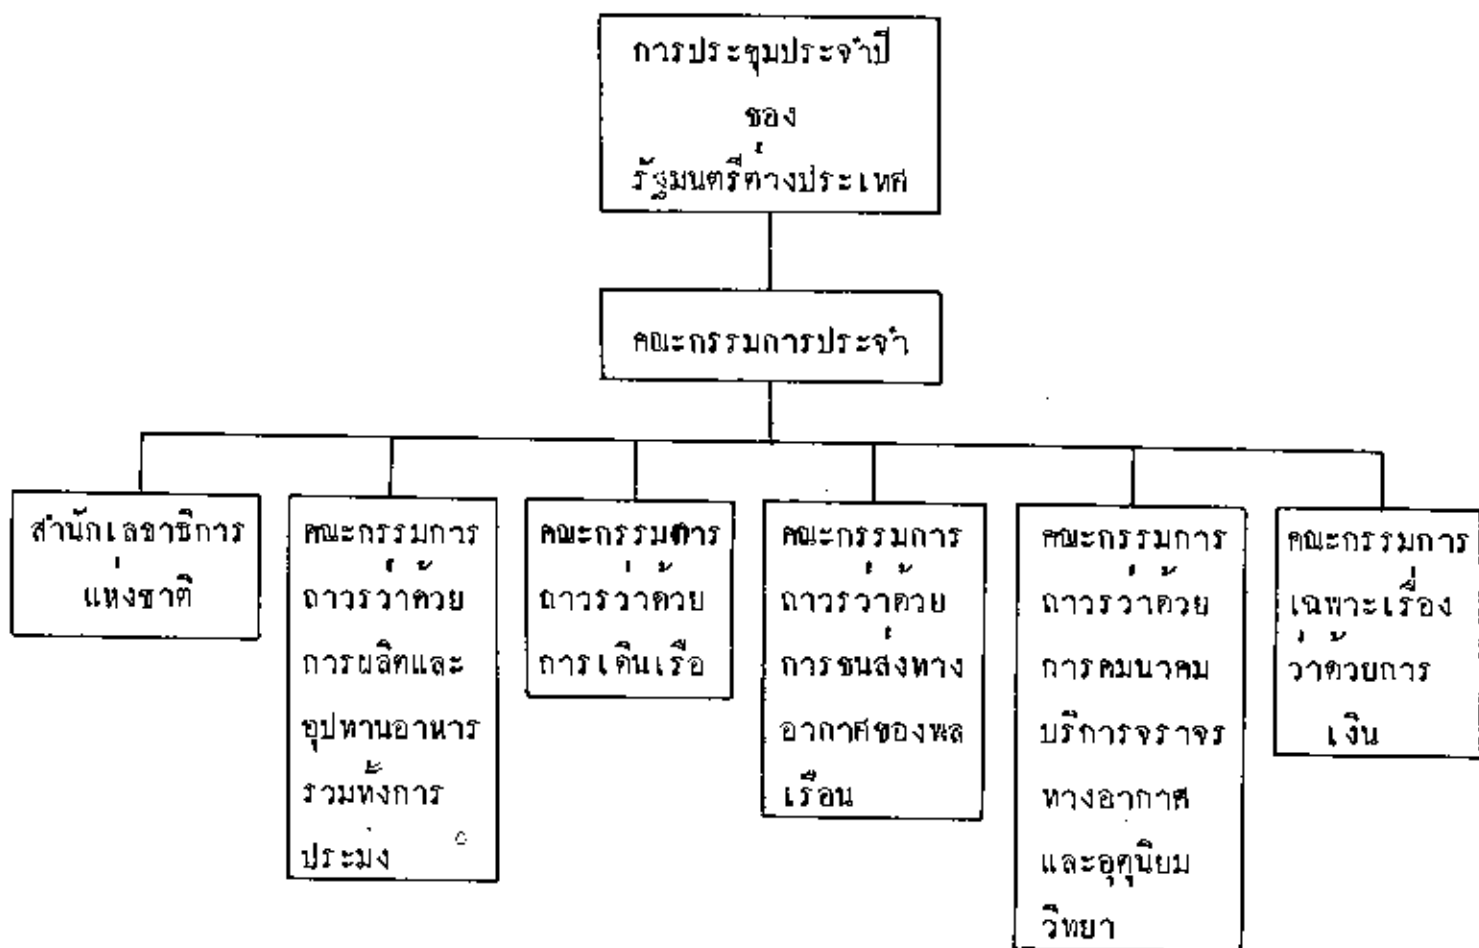 การประชุมประจำปี
ของ
รัฐมนตรีต่างประเทศ
คณะกรรมการประจำ
สำนักเลขาธิการ
แห่งชาติ
คณะกรรมการ
ถาวรว่าด้วย
การผลิตและ
อุปทานอาหาร
รวมทั้งการ
ประมง
คณะกรรมการ
ถาวรว่าด้วย
การเดินเรือ
คณะกรรมการ
ถาวรว่าด้วย
การขนส่งทาง
อากาศของพล
เรือน
คณะกรรมการ
ถาวรว่าด้วย
การคมนาคม
บริการจราจร
ทางอากาศ
และอุตุนิยม
วิทยา
คณะกรรมการ
เฉพาะเรื่อง
ว่าด้วยการ
เงิน